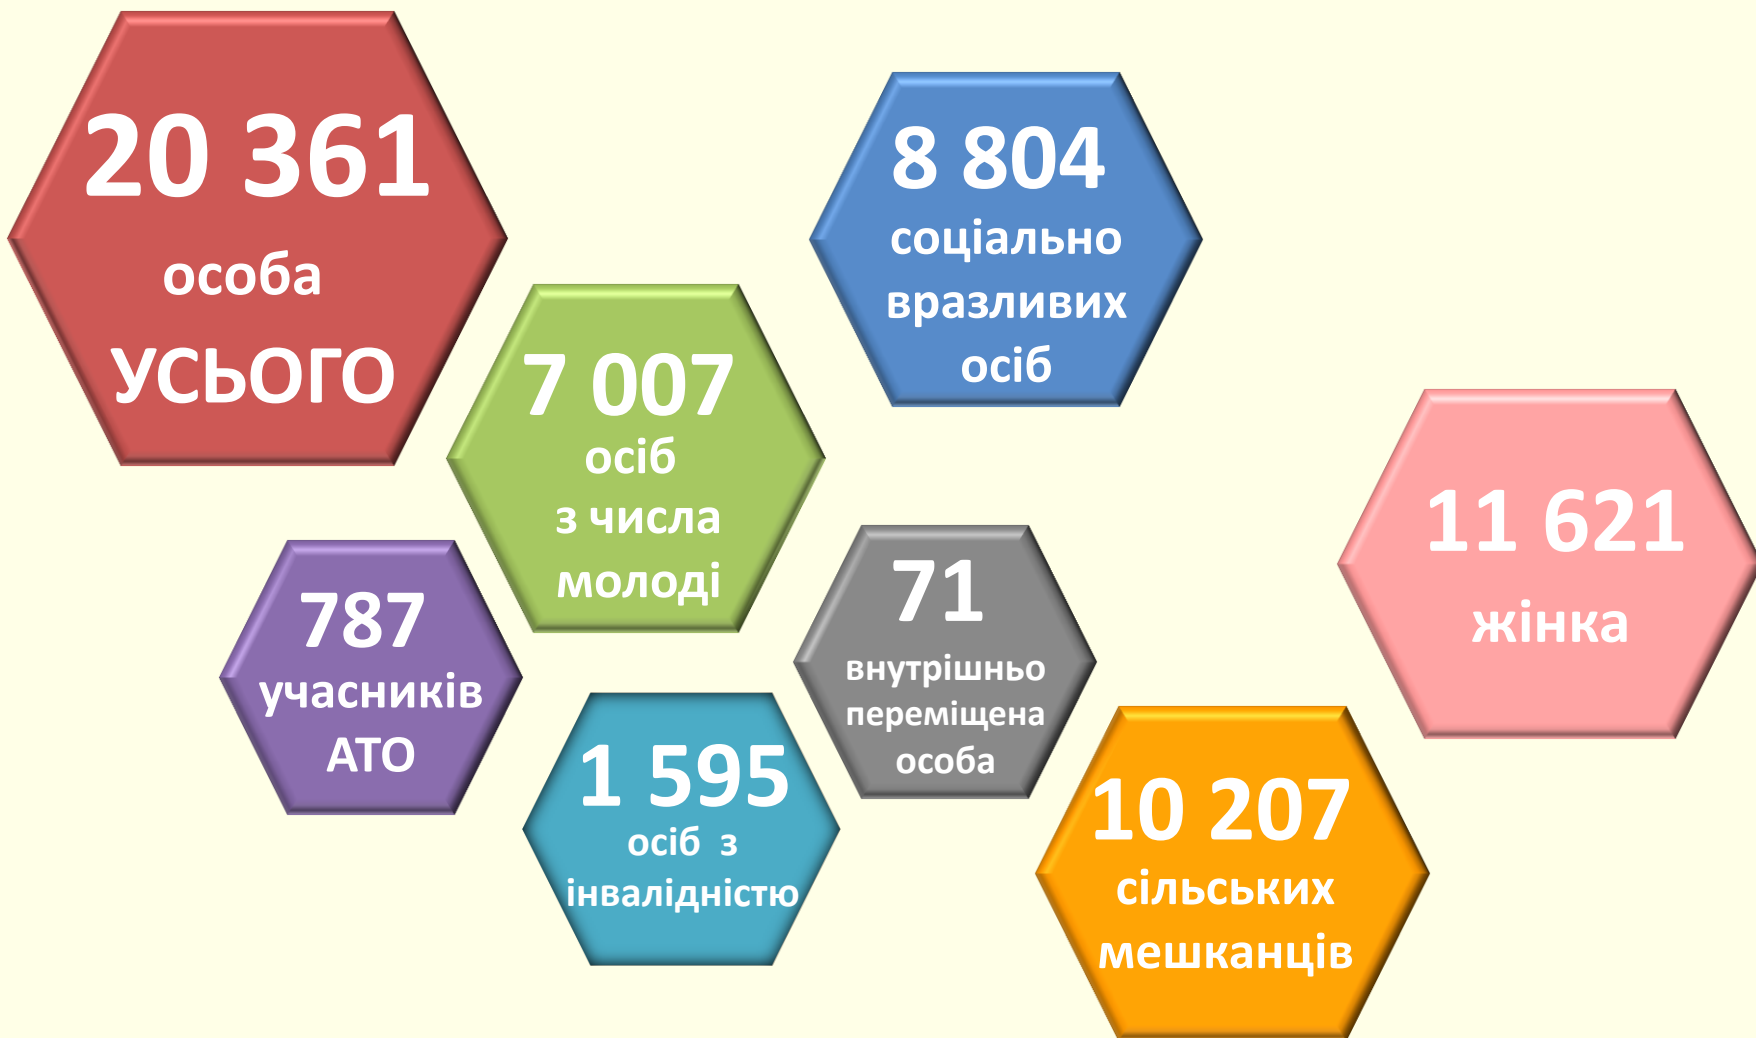 20 361
особа
УСЬОГО
8 804
соціально
вразливих
осіб
7 007
осіб
з числа
молоді
11 621
жінка
787
учасників
АТО
71
внутрішньо
переміщена
особа
1 595
осіб з
інвалідністю
10 207
сільських
мешканців